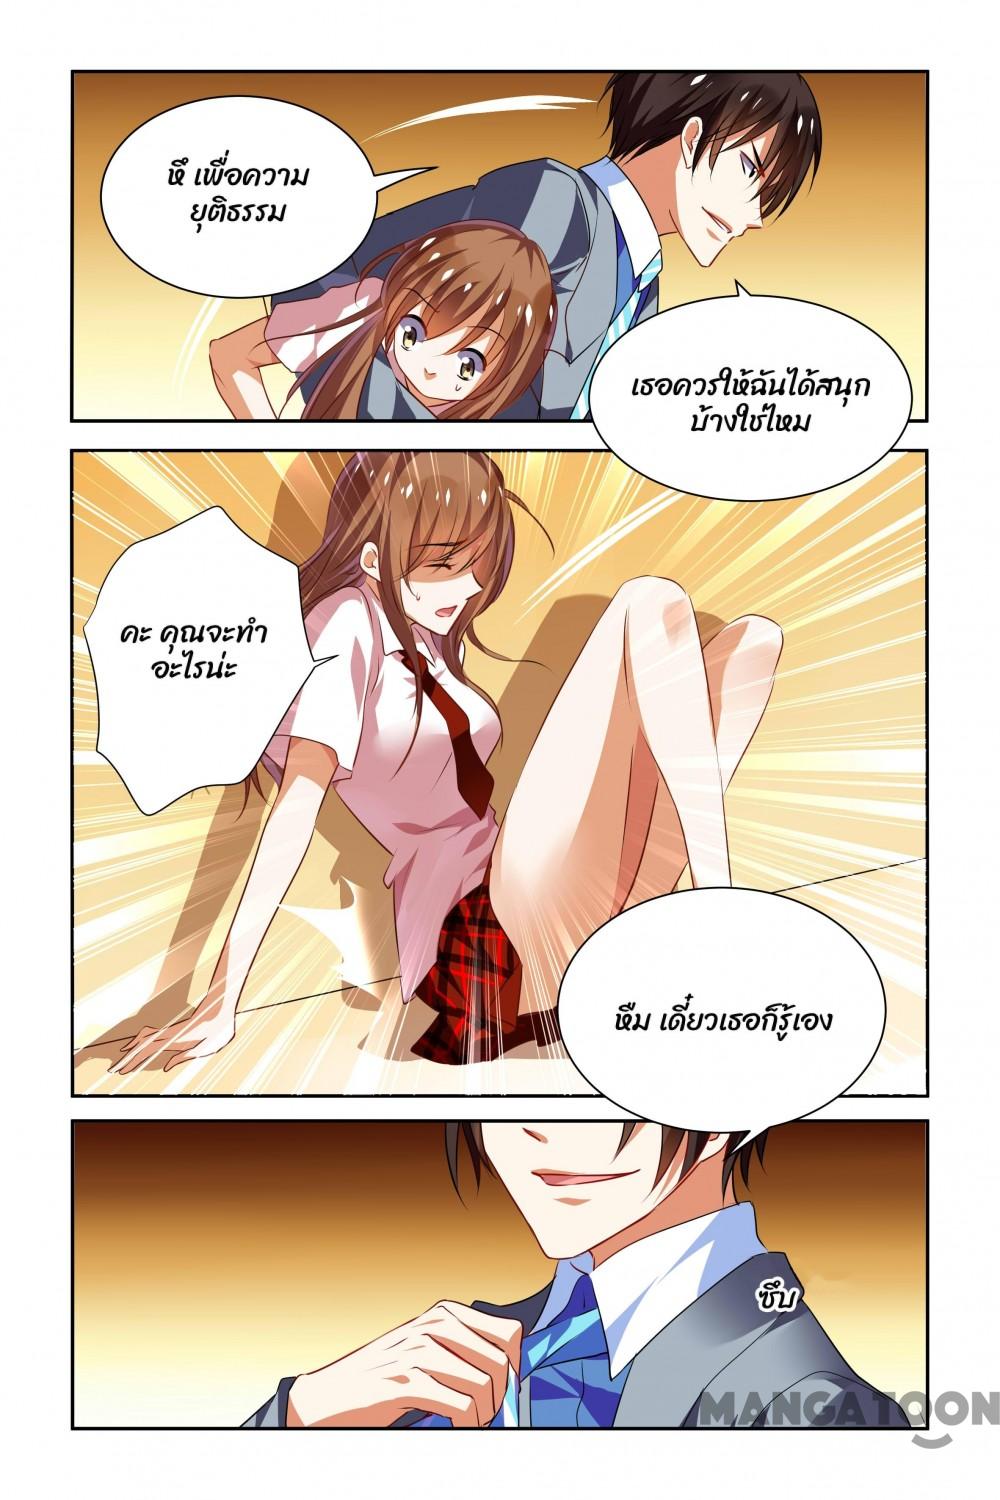 หึ เพื่อความ
ยุติธรรม
เธอควรให้ฉันได้สนุก
บ้างใช่ไหม
คะ คุณจะทำ
อะไรน่ะ
หืม เดี๋ยวเธอก็รู้เอง
ซึบ
MANGATOON